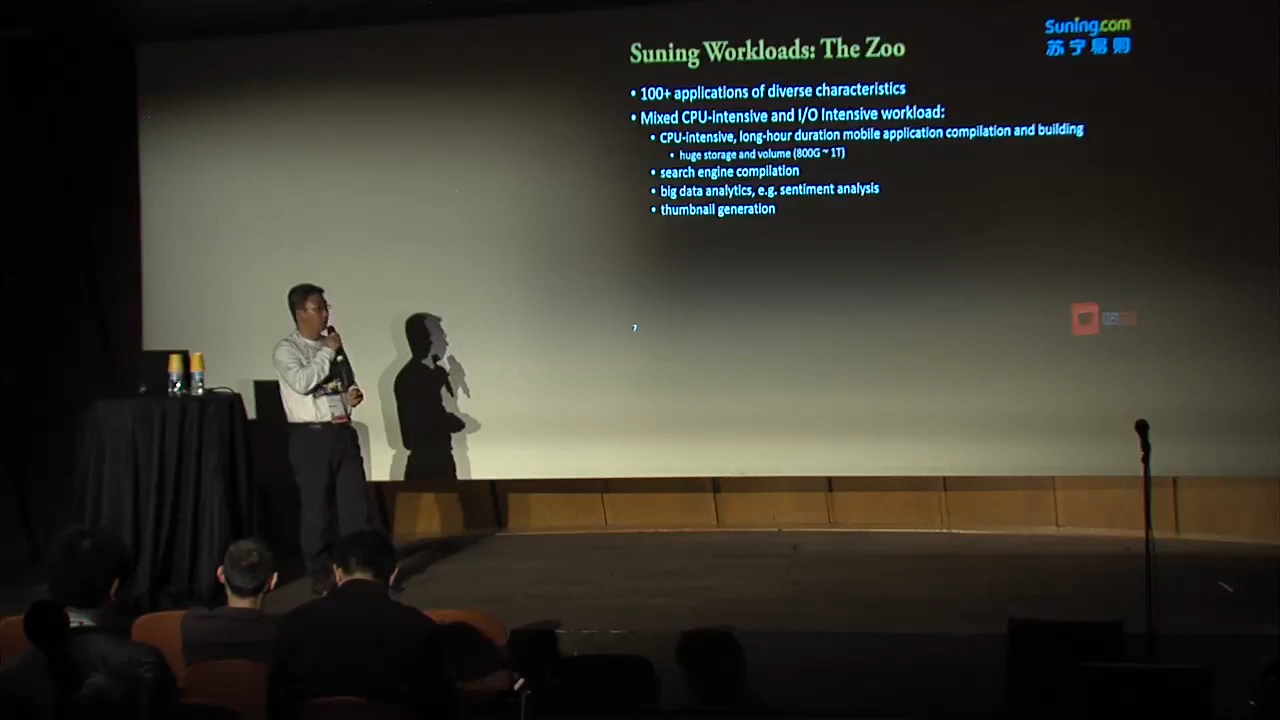 Suning.com
苏宁易购
Suning Workloads: The Zoo
• 100+ applications of diverse characteristics
• Mixed CPU-intensive and I/O Intensive workload:
• CPU-intensive, long-hour duration mobile application compilation and building
• huge storage and volume (800G ~ 1T)
• search engine compilation
• big data analytics, e.g. sentiment analysis
• thumbnail generation
7